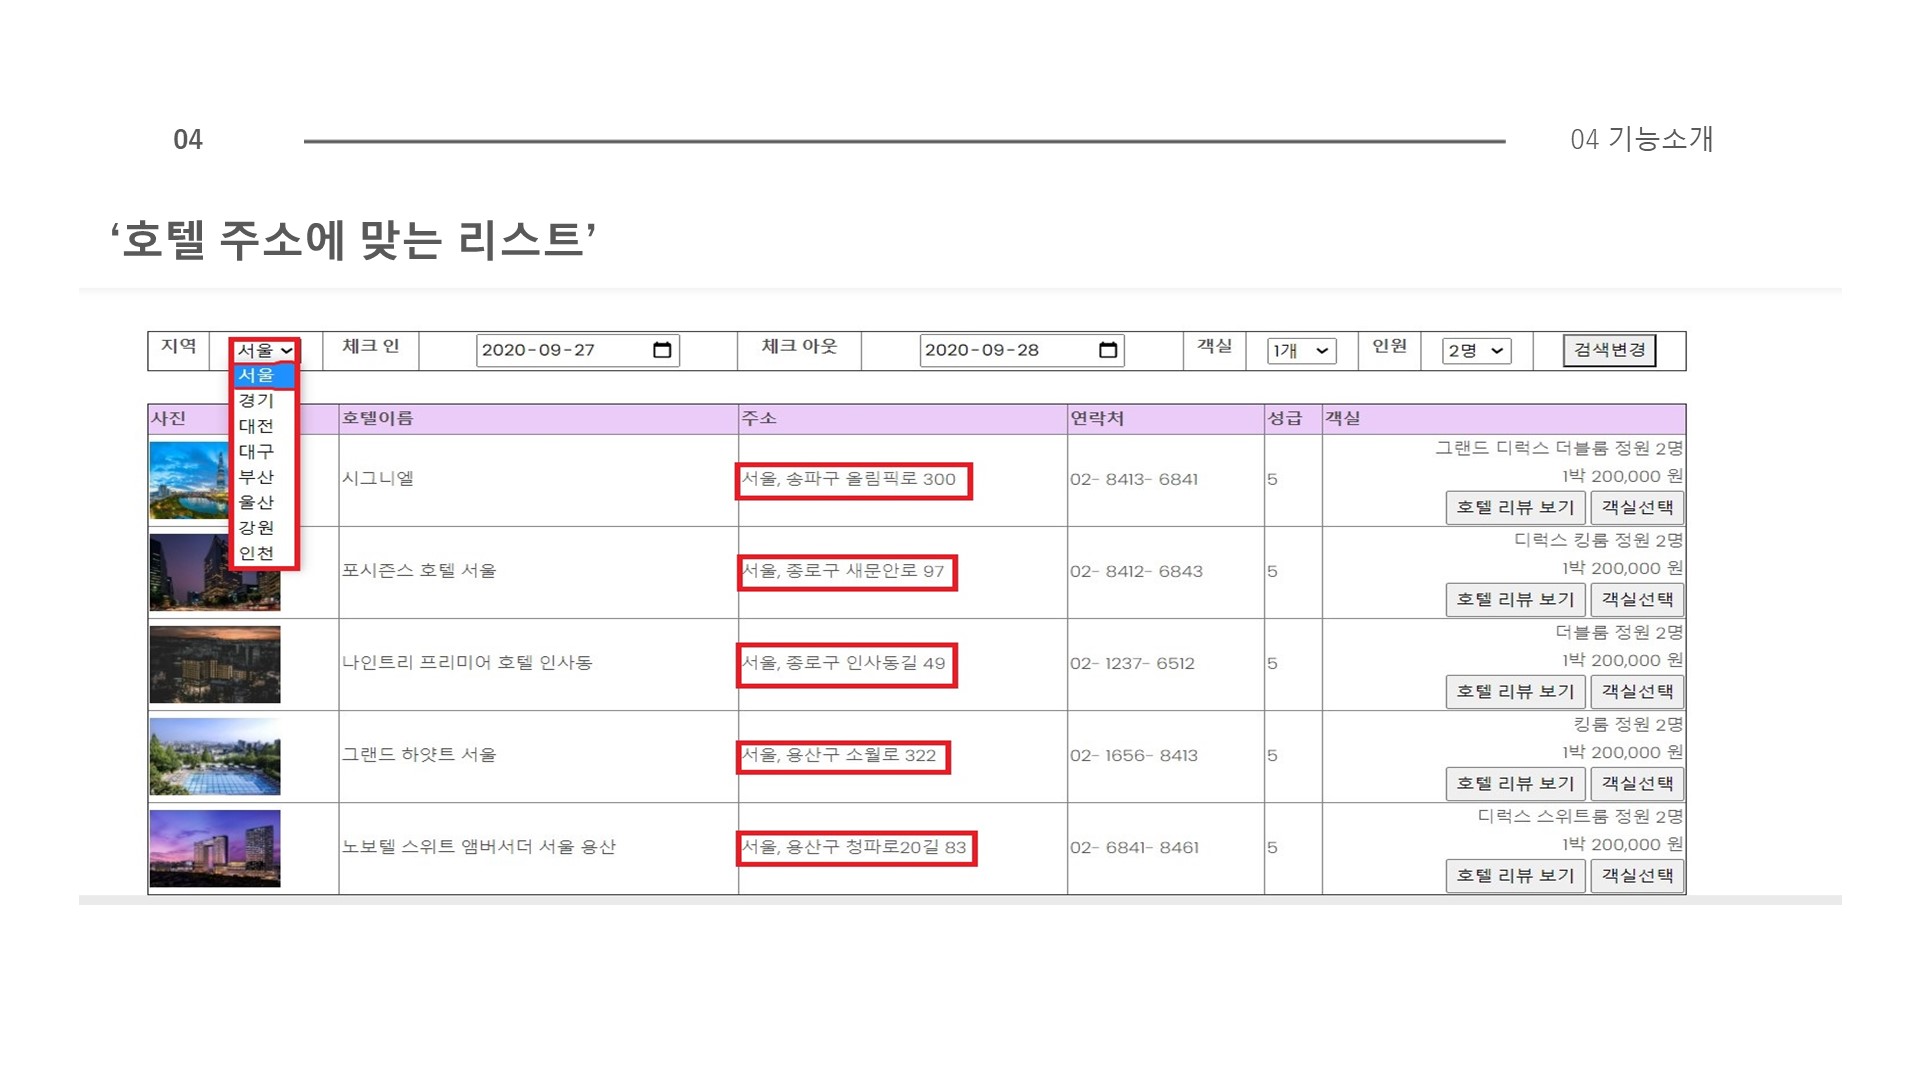 04
04 기능소개
‘호텔 주소에 맞는 리스트’
지역 서울 체크 인 2020-09-27 체크 아웃 2020-09-28 객실 1개 인원 2명 검색변경
서울
경기
대전
대구
부산
울산
강원
인천
사진 호텔이름 주소 연락처 성급 객실
시그니엘 서울, 송파구 올림픽로 300 02- 8413- 6841 5
그랜드 디럭스 더블룸 정원 2명
1박 200,000 원
호텔 리뷰 보기 객실선택
포시즌스 호텔 서울 서울, 종로구 새문안로 97 02- 8412- 6843 5
디럭스 킹룸 정원 2명
1박 200,000 원
호텔 리뷰 보기 객실선택
나인트리 프리미어 호텔 인사동 서울, 종로구 인사동길 49 02- 1237- 6512 5
더블룸 정원 2명
1박 200,000 원
호텔 리뷰 보기 객실선택
그랜드 하얏트 서울 서울, 용산구 소월로 322 02- 1656- 8413 5
킹룸 정원 2명
1박 200,000 원
호텔 리뷰 보기 객실선택
노보텔 스위트 앰버서더 서울 용산 서울, 용산구 청파로20길 83 02- 6841- 8461 5
디럭스 스위트룸 정원 2명
1박 200,000 원
호텔 리뷰 보기 객실선택